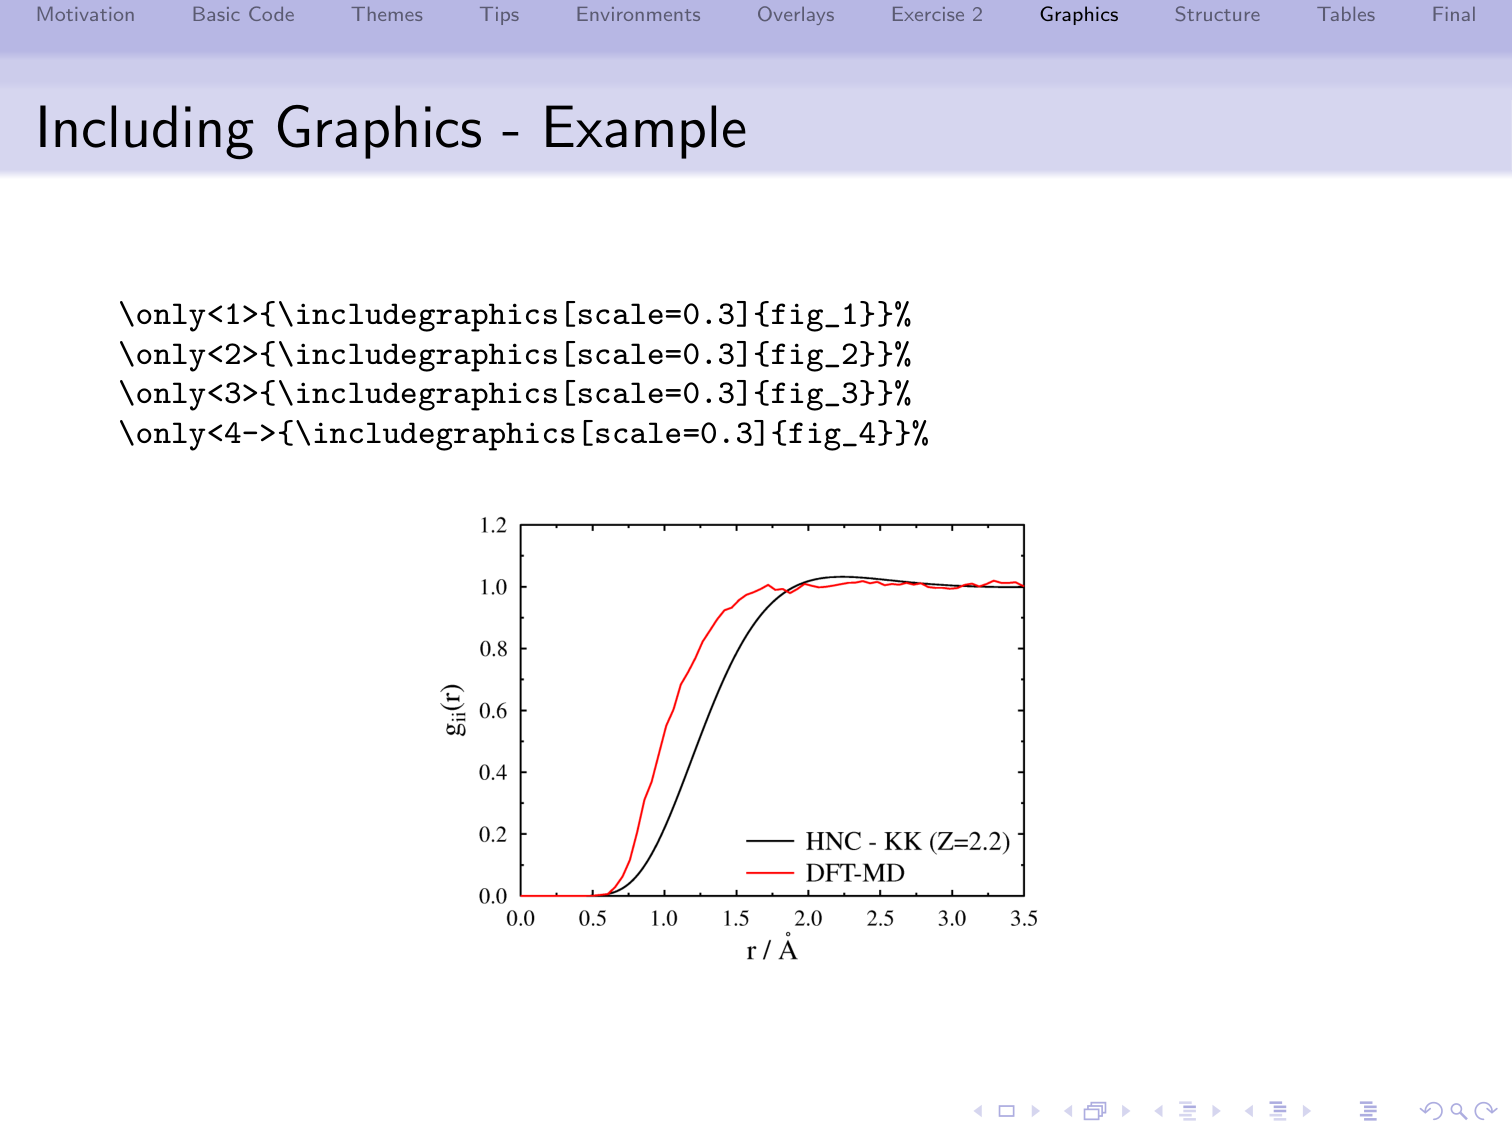 Motivation Basic Code Themes Tips Environments Overlays Exercise 2 Graphics Structure Tables Final
Including Graphics - Example
\only<1>{\includegraphics[scale=0.3]{fig_1}}%
\only<2>{\includegraphics[scale=0.3]{fig_2}}%
\only<3>{\includegraphics[scale=0.3]{fig_3}}%
\only<4->{\includegraphics[scale=0.3]{fig_4}}%
1.2
1.0
0.8
0.6
0.4
0.2
0.0
g_ii(r)
HNC - KK (Z=2.2)
DFT-MD
0.0 0.5 1.0 1.5 2.0 2.5 3.0 3.5
r / Å